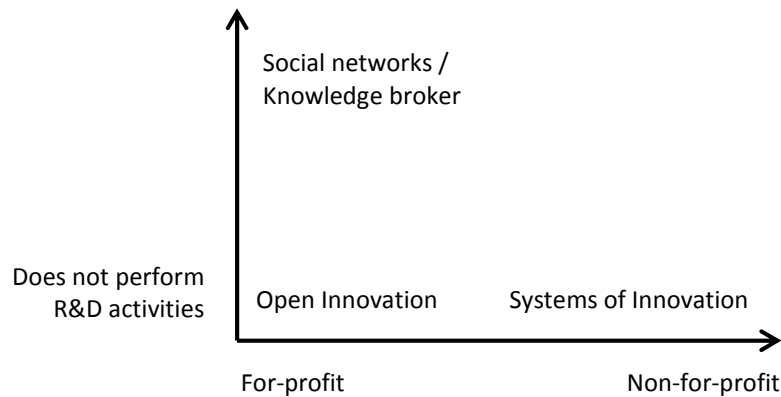 Social networks /
Knowledge broker
Does not perform
R&D activities
Open Innovation
Systems of Innovation
For-profit
Non-for-profit